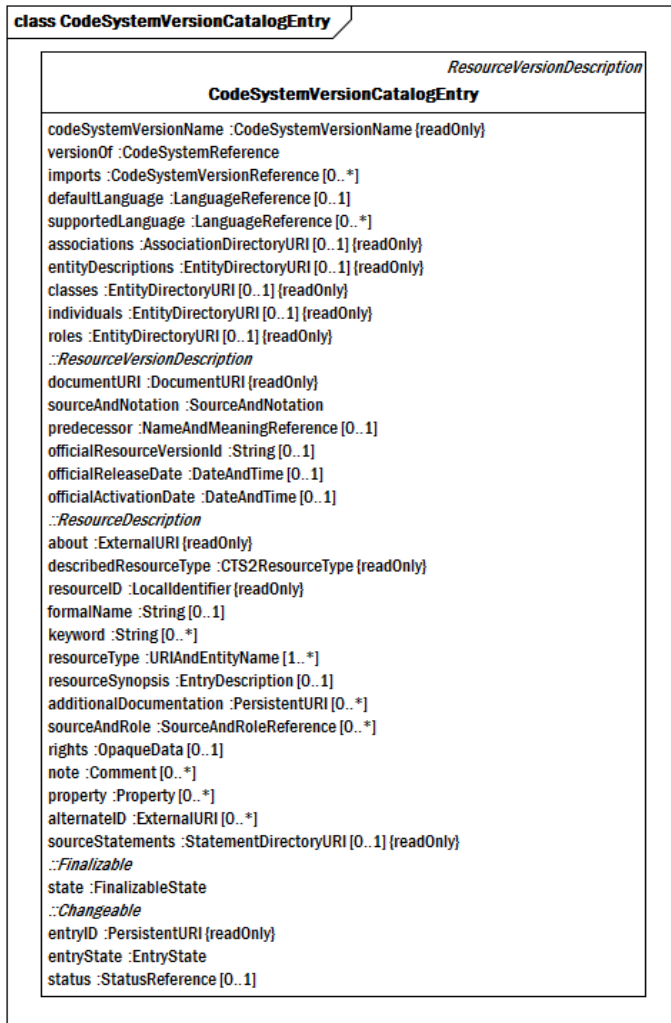 class CodeSystemVersionCatalogEntry
ResourceVersionDescription
CodeSystemVersionCatalogEntry
codeSystemVersionName :CodeSystemVersionName {readOnly}
versionOf :CodeSystemReference
imports :CodeSystemVersionReference [0..*]
defaultLanguage :LanguageReference [0..1]
supportedLanguage :LanguageReference [0..*]
associations :AssociationDirectoryURI [0..1] {readOnly}
entityDescriptions :EntityDirectoryURI [0..1] {readOnly}
classes :EntityDirectoryURI [0..1] {readOnly}
individuals :EntityDirectoryURI [0..1] {readOnly}
roles :EntityDirectoryURI [0..1] {readOnly}
::ResourceVersionDescription
documentURI :DocumentURI {readOnly}
sourceAndNotation :SourceAndNotation
predecessor :NameAndMeaningReference [0..1]
officialResourceVersionId :String [0..1]
officialReleaseDate :DateAndTime [0..1]
officialActivationDate :DateAndTime [0..1]
::ResourceDescription
about :ExternalURI {readOnly}
describedResourceType :CTS2ResourceType {readOnly}
resourceID :LocalIdentifier {readOnly}
formalName :String [0..1]
keyword :String [0..*]
resourceType :URIAndEntityName [1..*]
resourceSynopsis :EntryDescription [0..1]
additionalDocumentation :PersistentURI [0..*]
sourceAndRole :SourceAndRoleReference [0..*]
rights :OpaqueData [0..1]
note :Comment [0..*]
property :Property [0..*]
alternateID :ExternalURI [0..*]
sourceStatements :StatementDirectoryURI [0..1] {readOnly}
::Finalizable
state :FinalizableState
::Changeable
entryID :PersistentURI {readOnly}
entryState :EntryState
status :StatusReference [0..1]